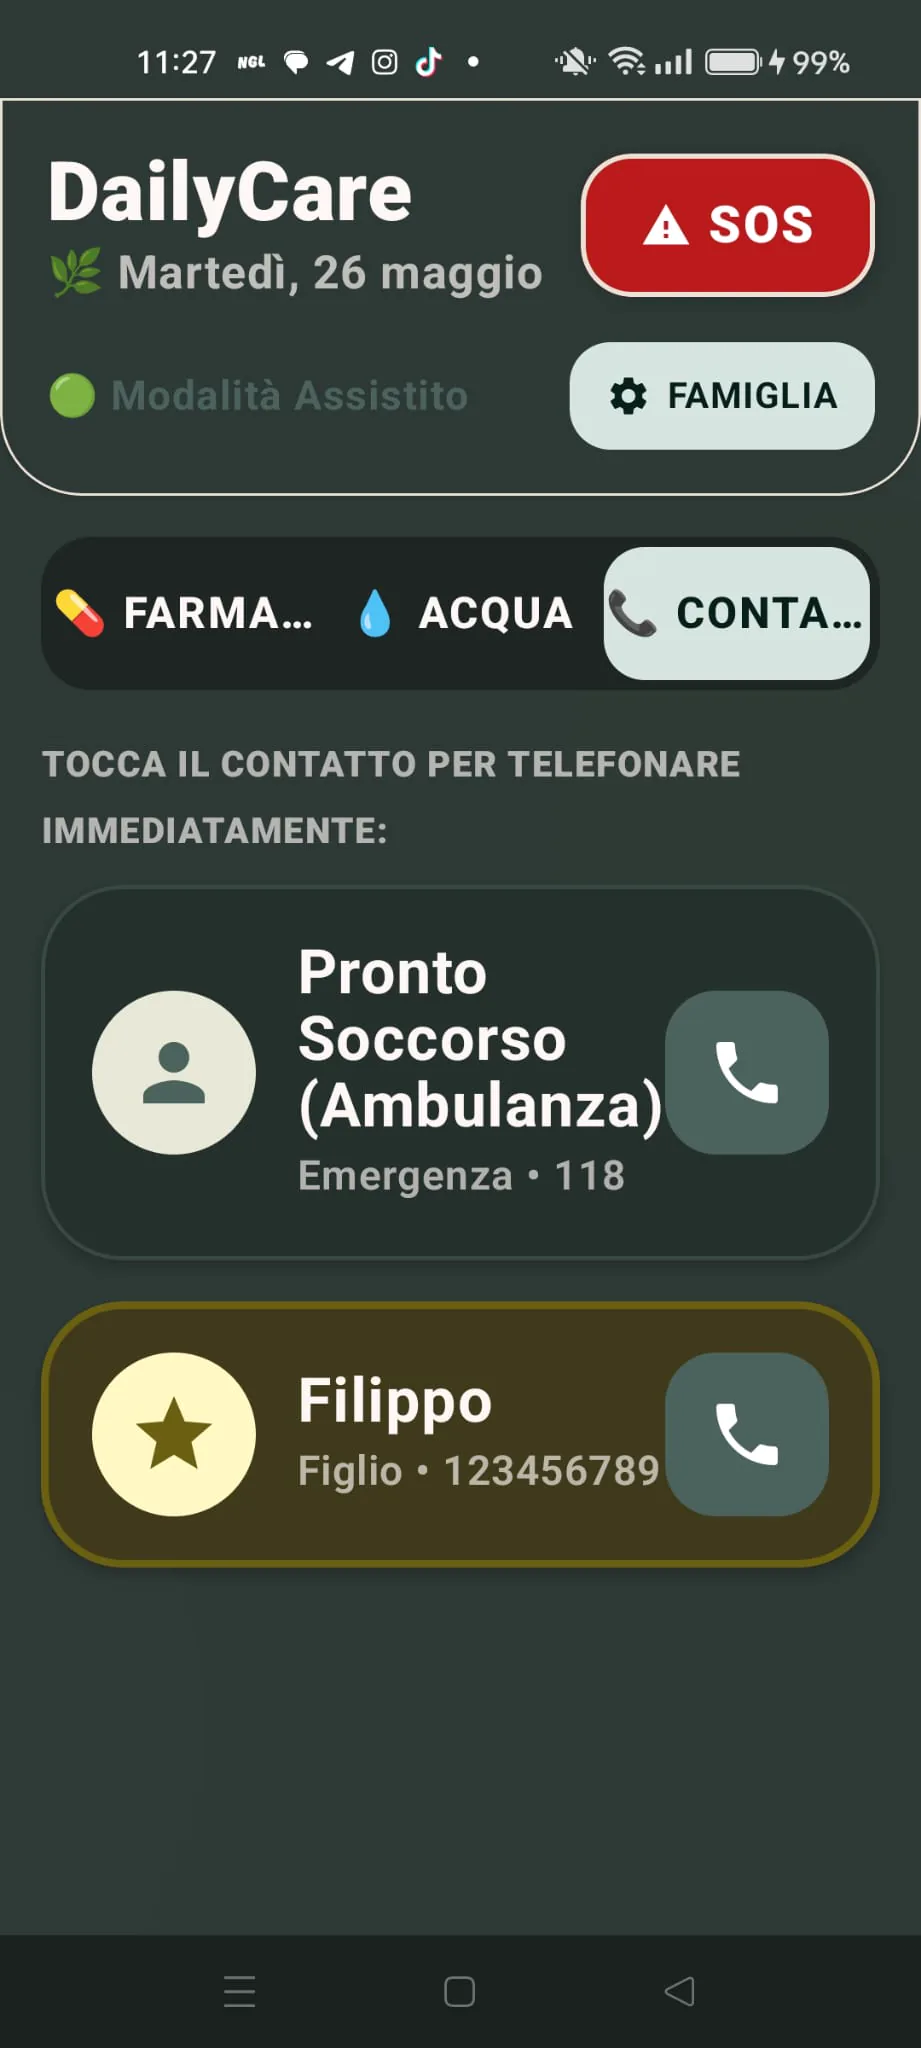 11:27 NGL 99%
DailyCare
SOS
🌿 Martedì, 26 maggio
🟢 Modalità Assistito
FAMIGLIA
💊 FARMA… 💧 ACQUA 📞 CONTA…
TOCCA IL CONTATTO PER TELEFONARE
IMMEDIATAMENTE:
Pronto
Soccorso
(Ambulanza)
Emergenza • 118
Filippo
Figlio • 123456789